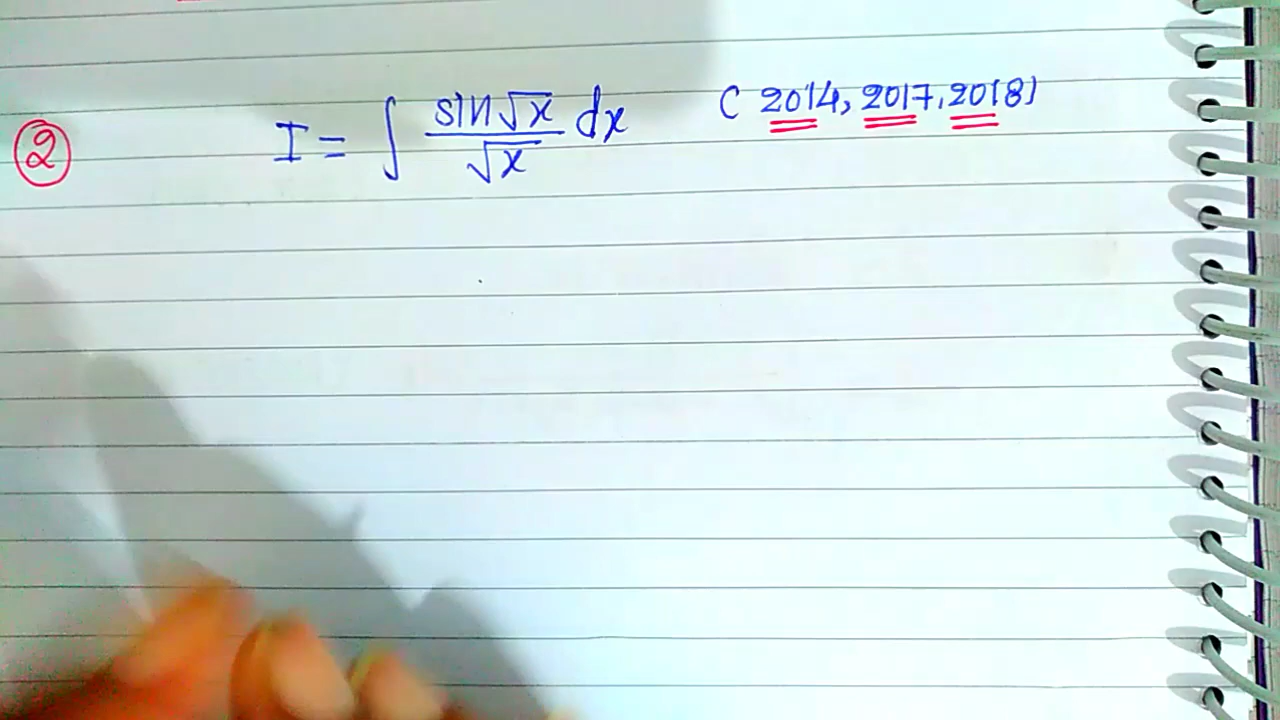 ② I = ∫ sin√x / √x dx ( 2014, 2017, 2018)